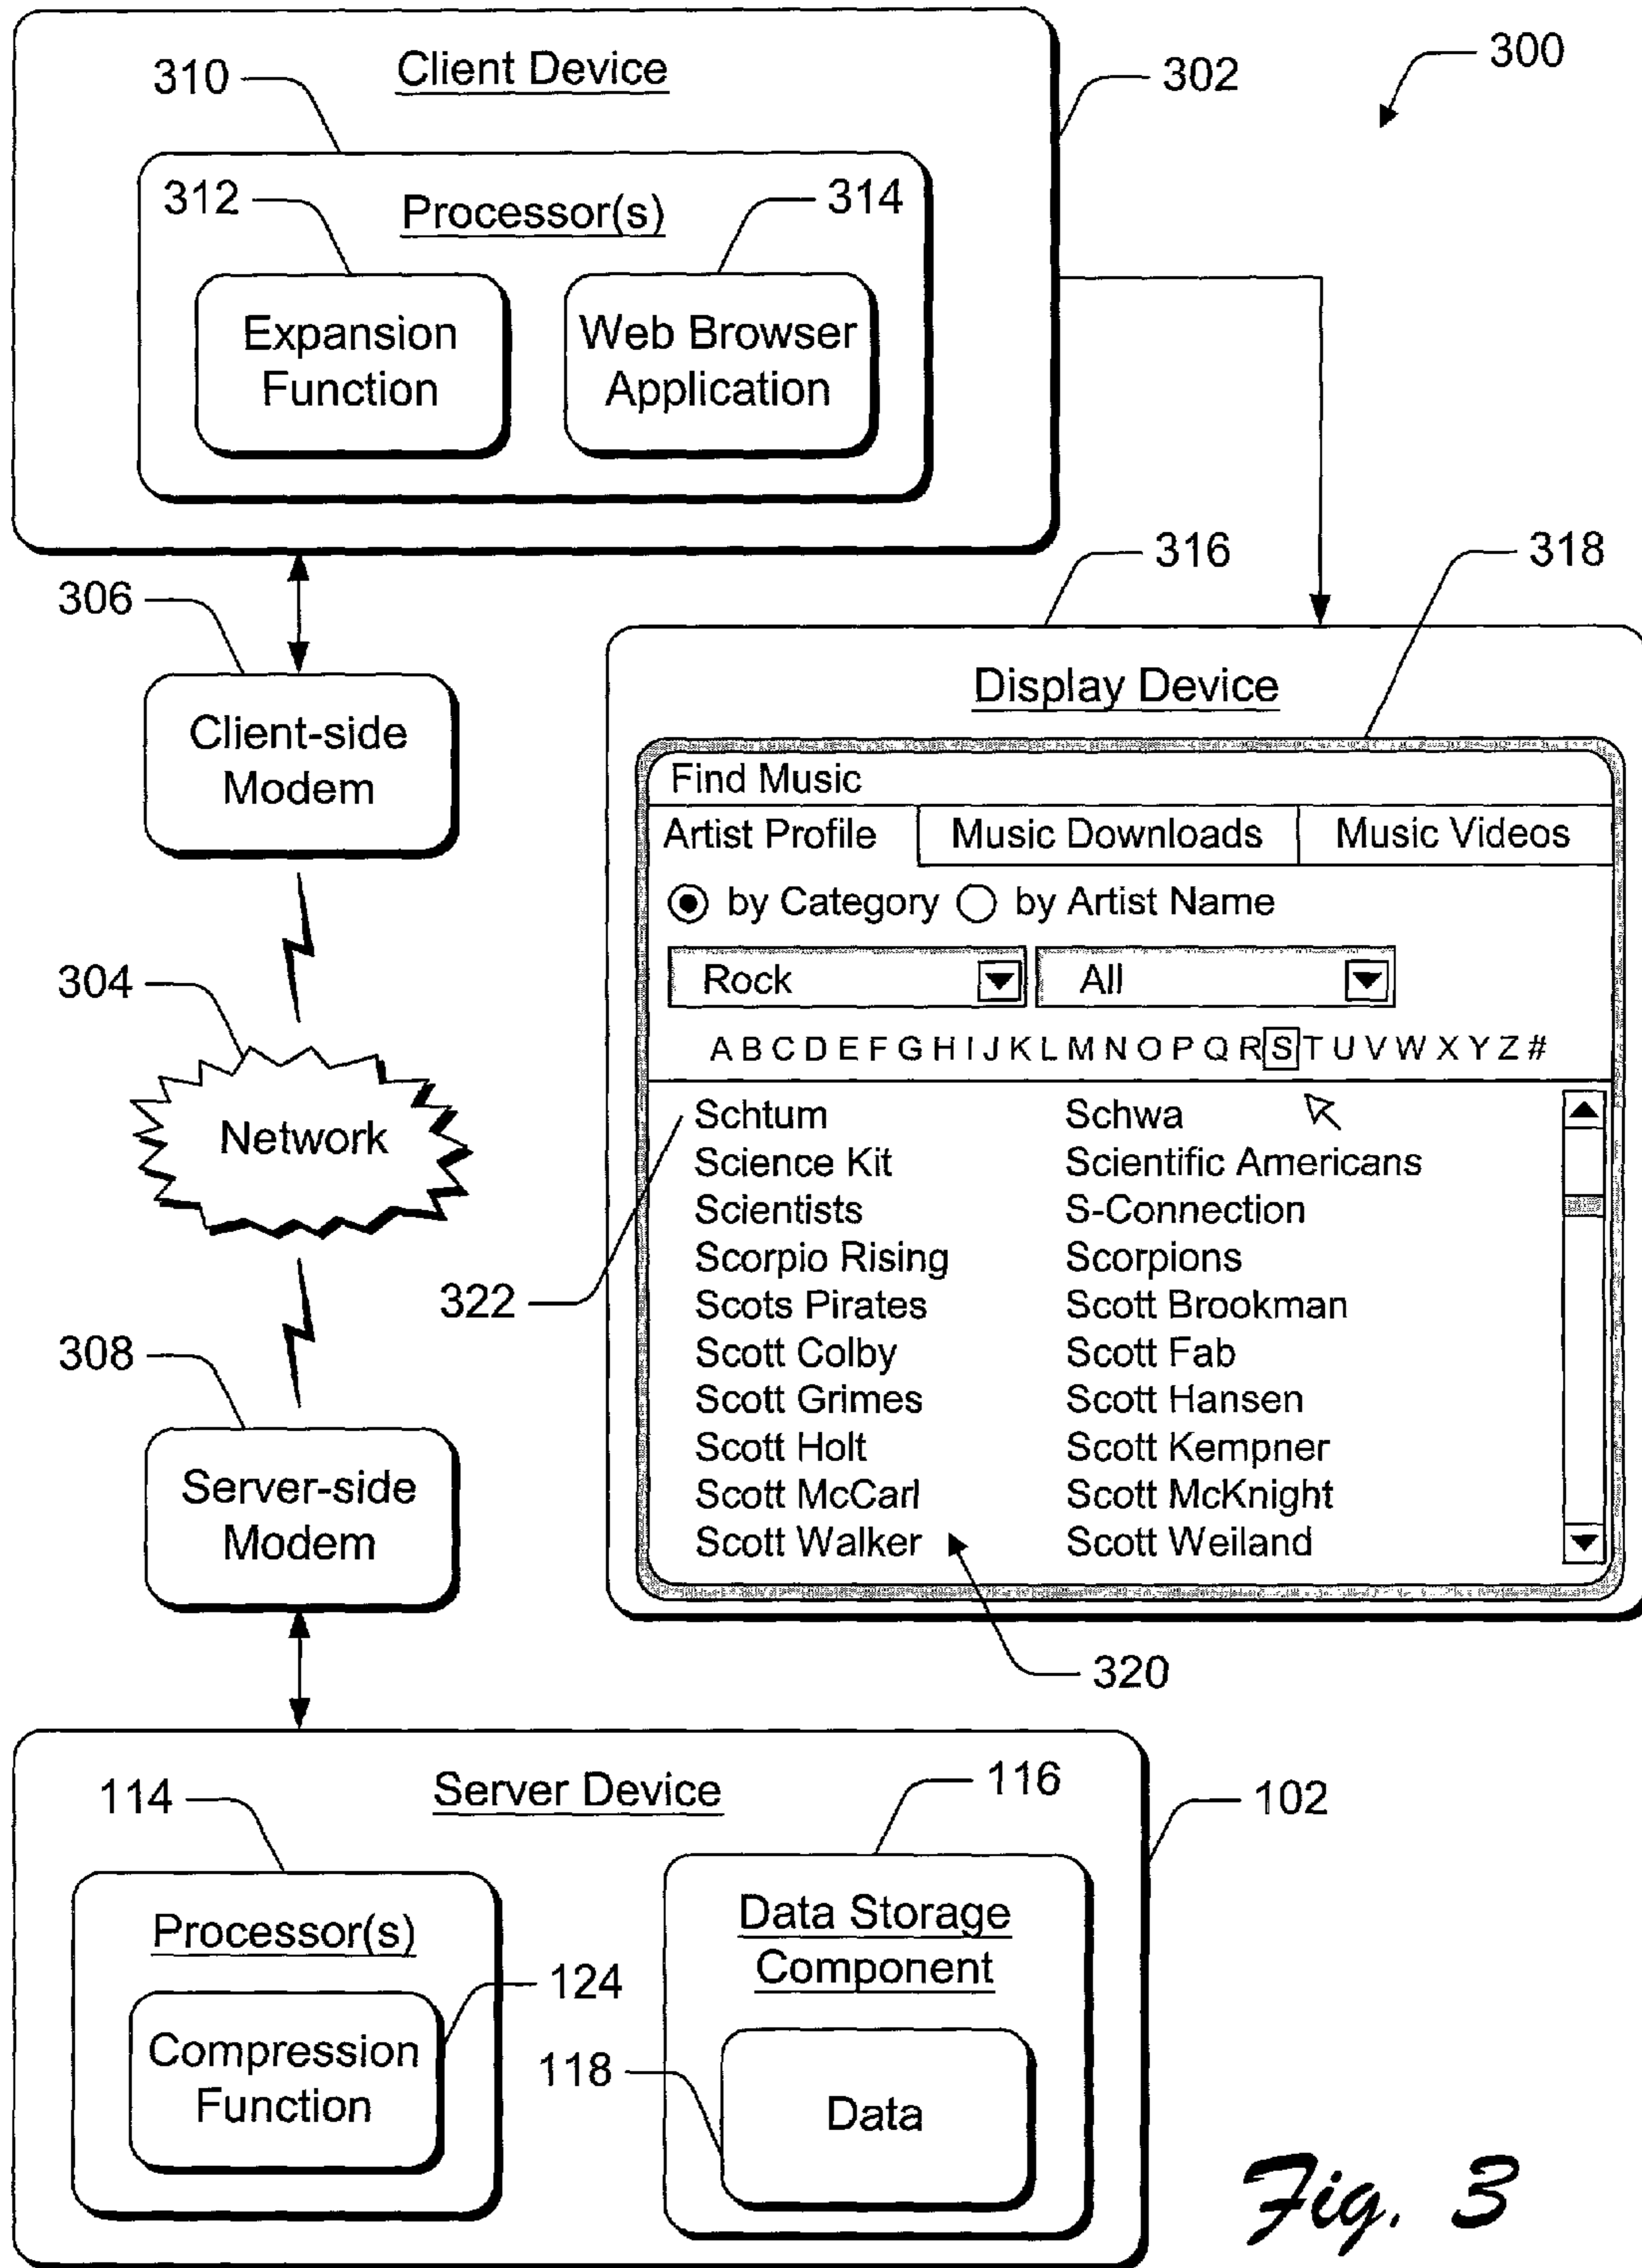 300
Client Device
302
310
Processor(s)
312
314
Expansion
Function
Web Browser
Application
306
Client-side
Modem
304
Network
308
Server-side
Modem
316
318
Display Device
Find Music
Artist Profile
Music Downloads
Music Videos
by Category
by Artist Name
Rock
All
A B C D E F G H I J K L M N O P Q R S T U V W X Y Z #
Schtum
Schwa
Science Kit
Scientific Americans
Scientists
S-Connection
Scorpio Rising
Scorpions
Scots Pirates
Scott Brookman
Scott Colby
Scott Fab
Scott Grimes
Scott Hansen
Scott Holt
Scott Kempner
Scott McCarl
Scott McKnight
Scott Walker
Scott Weiland
322
320
Server Device
102
114
Processor(s)
124
Compression
Function
116
Data Storage
Component
118
Data
Fig. 3